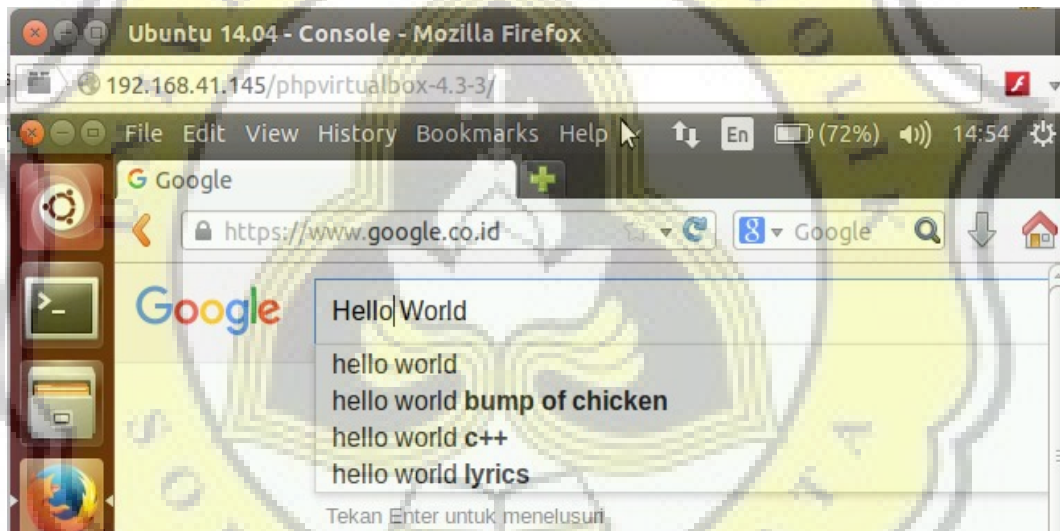 Ubuntu 14.04 - Console - Mozilla Firefox
192.168.41.145/phpvirtualbox-4.3-3/
File Edit View History Bookmarks Help En (72%) 14:54
Google
https://www.google.co.id 8 Google
Google Hello World
hello world
hello world bump of chicken
hello world c++
hello world lyrics
Tekan Enter untuk menelusuri